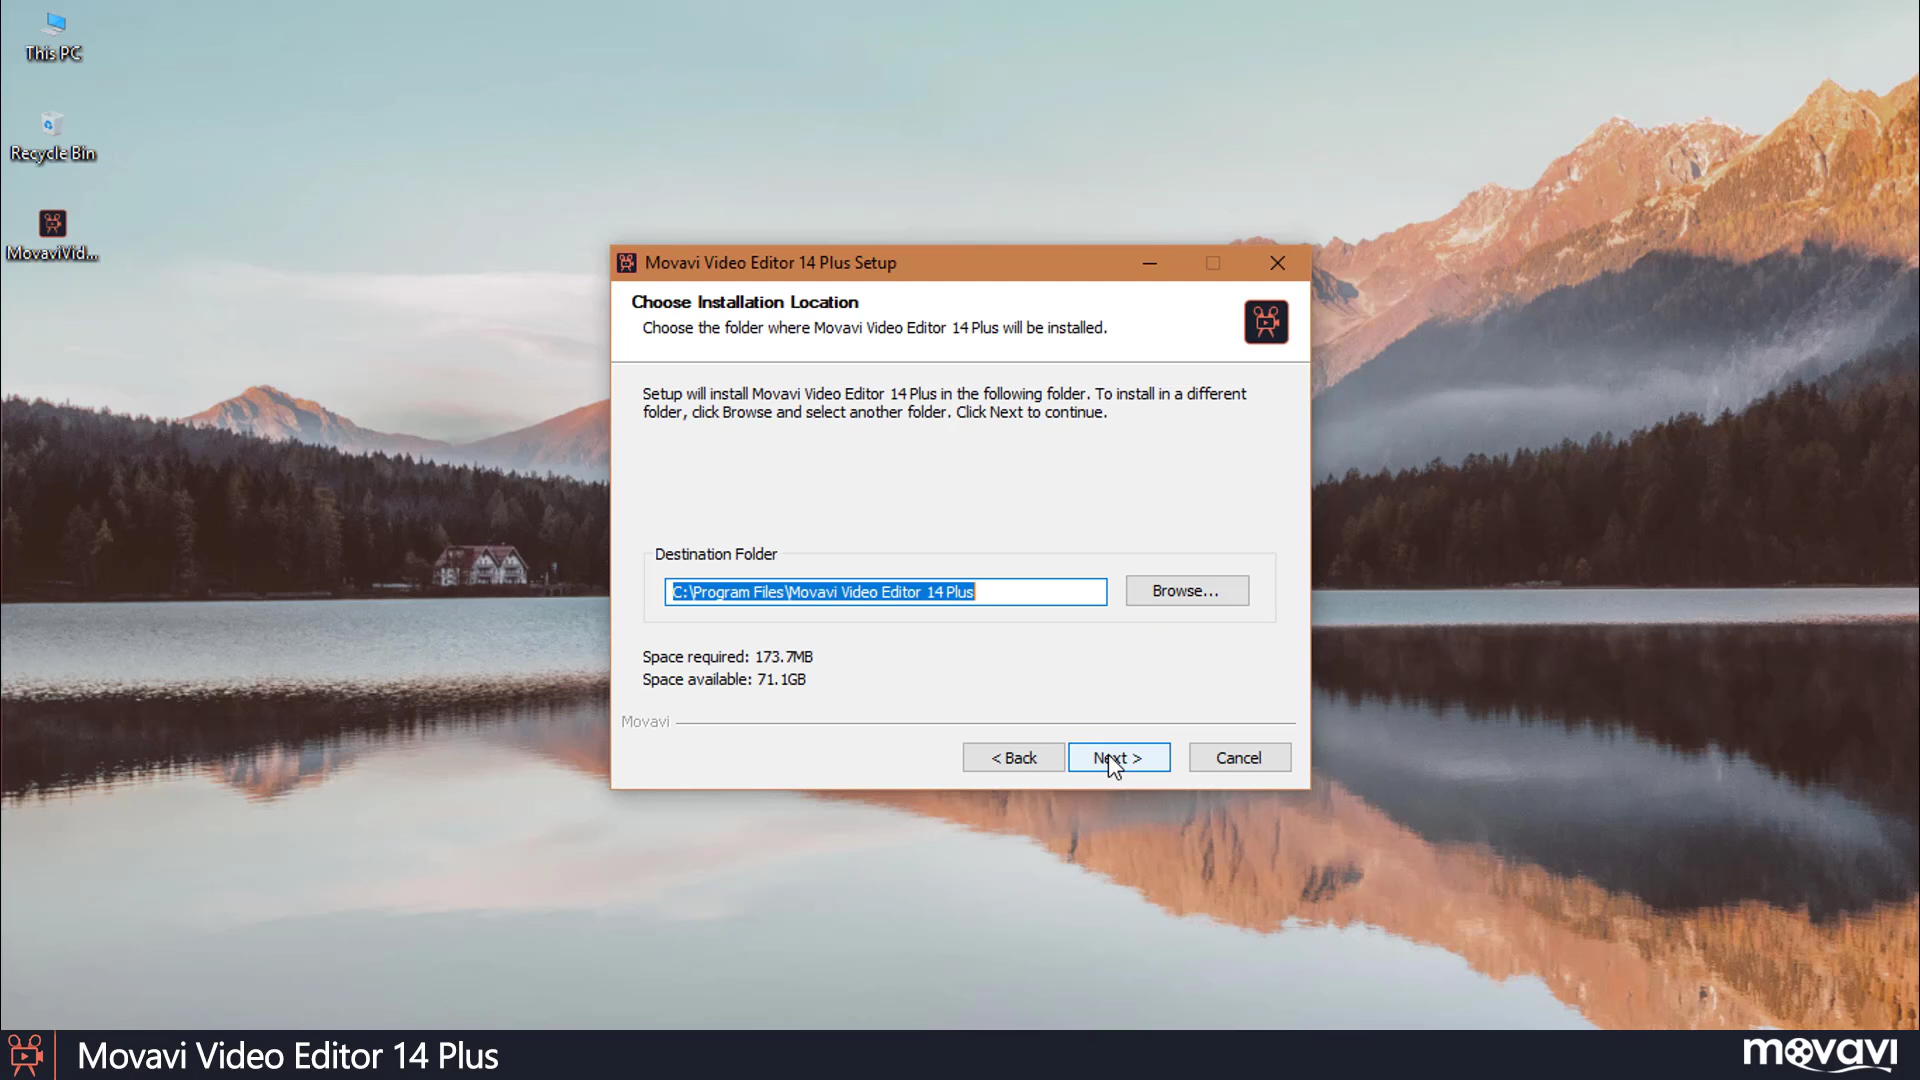 This PC
Recycle Bin
MovaviVid...
Movavi Video Editor 14 Plus Setup
Choose Installation Location
Choose the folder where Movavi Video Editor 14 Plus will be installed.
Setup will install Movavi Video Editor 14 Plus in the following folder. To install in a different
folder, click Browse and select another folder. Click Next to continue.
Destination Folder
C:\Program Files\Movavi Video Editor 14 Plus
Browse...
Space required: 173.7MB
Space available: 71.1GB
Movavi
< Back
Next >
Cancel
Movavi Video Editor 14 Plus
movavi